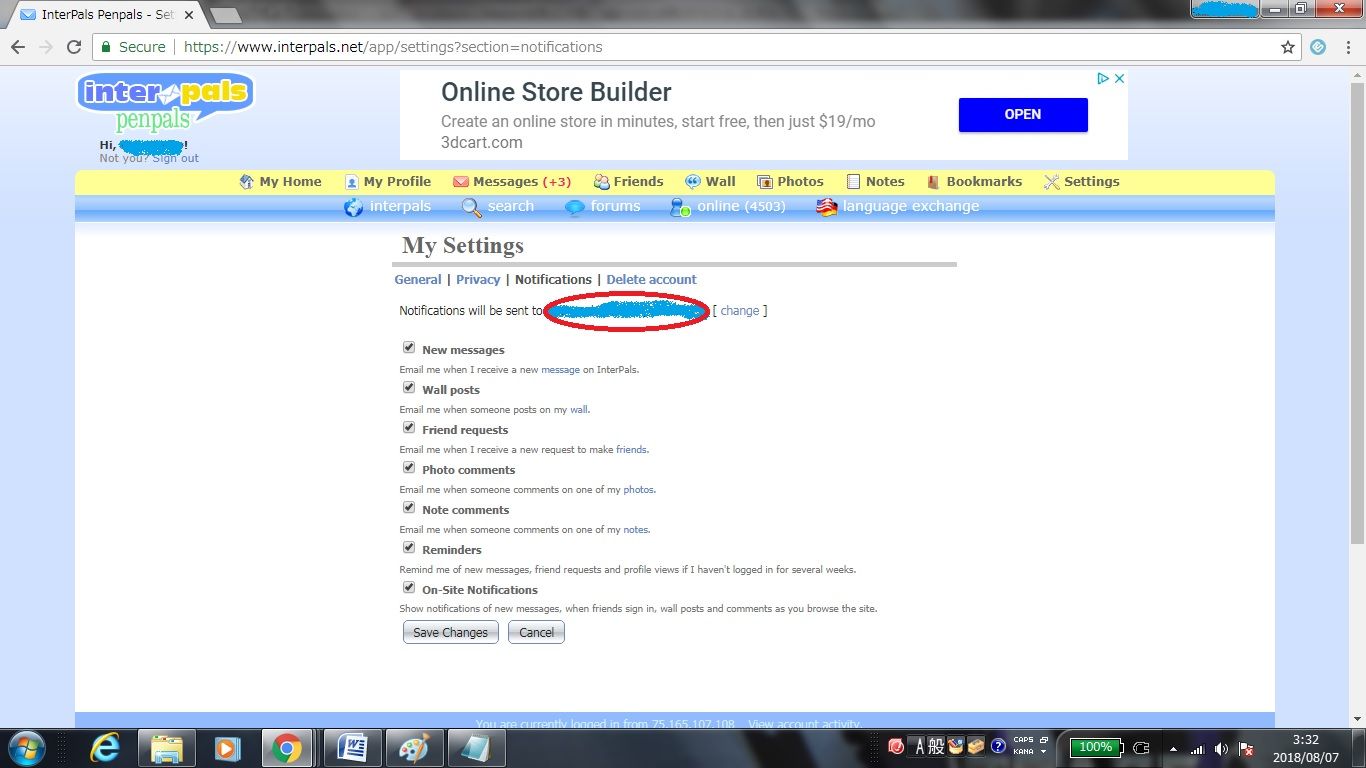 InterPals Penpals - Set
Secure
https://www.interpals.net/app/settings?section=notifications
inter pals
penpals
Hi, !
Not you? Sign out
Online Store Builder
Create an online store in minutes, start free, then just $19/mo
3dcart.com
OPEN
My Home My Profile Messages (+3) Friends Wall Photos Notes Bookmarks Settings
interpals search forums online (4503) language exchange
My Settings
General | Privacy | Notifications | Delete account
Notifications will be sent to [ change ]
New messages
Email me when I receive a new message on InterPals.
Wall posts
Email me when someone posts on my wall.
Friend requests
Email me when I receive a new request to make friends.
Photo comments
Email me when someone comments on one of my photos.
Note comments
Email me when someone comments on one of my notes.
Reminders
Remind me of new messages, friend requests and profile views if I haven't logged in for several weeks.
On-Site Notifications
Show notifications of new messages, when friends sign in, wall posts and comments as you browse the site.
Save Changes Cancel
You are currently logged in from 75.165.107.108 View account activity.
A 般 CAPS KANA
100%
3:32
2018/08/07